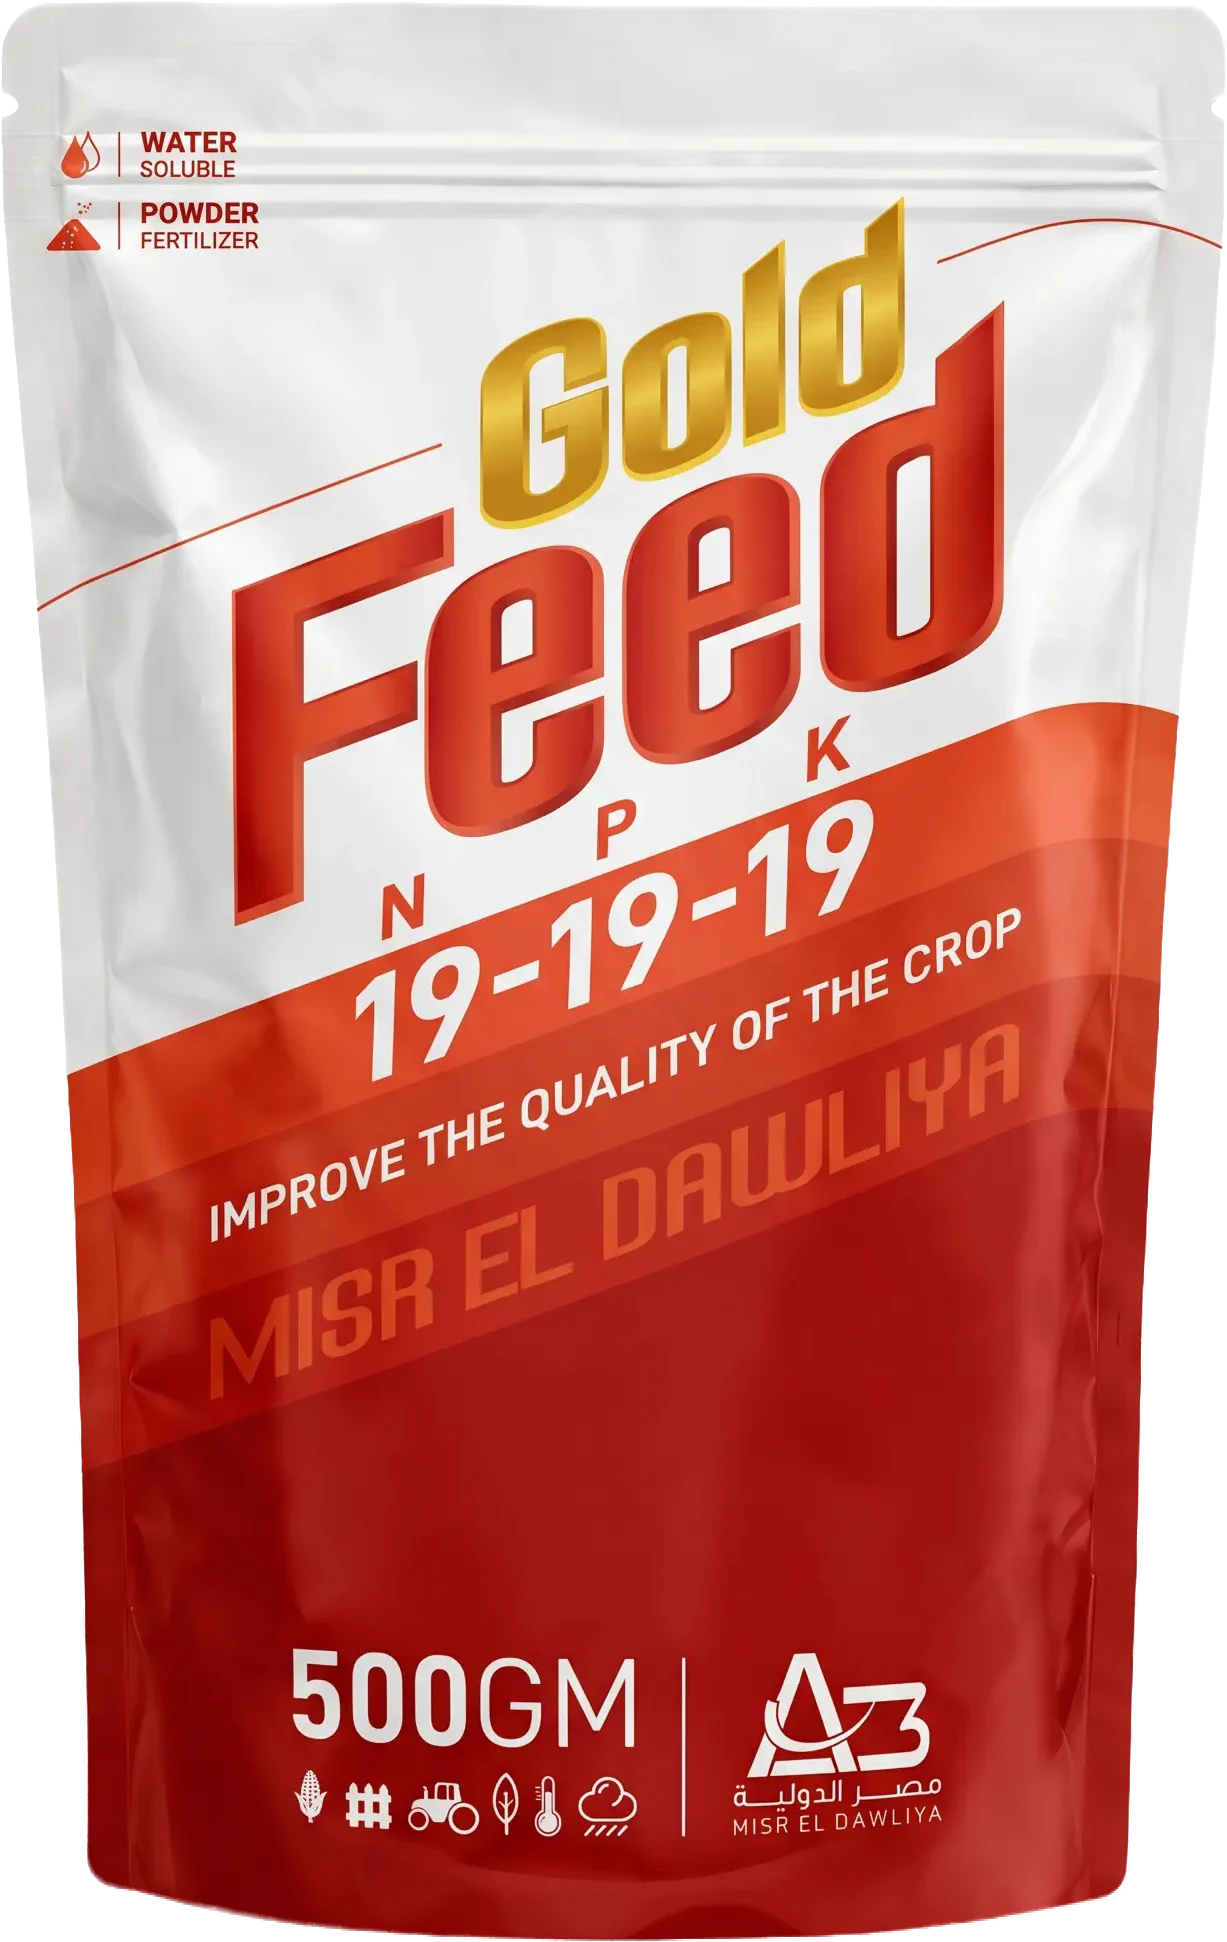 WATER
SOLUBLE
POWDER
FERTILIZER
Gold
Feed
N P K
19-19-19
IMPROVE THE QUALITY OF THE CROP
MISR EL DAWLIYA
500GM
A3
مصر الدولية
MISR EL DAWLIYA